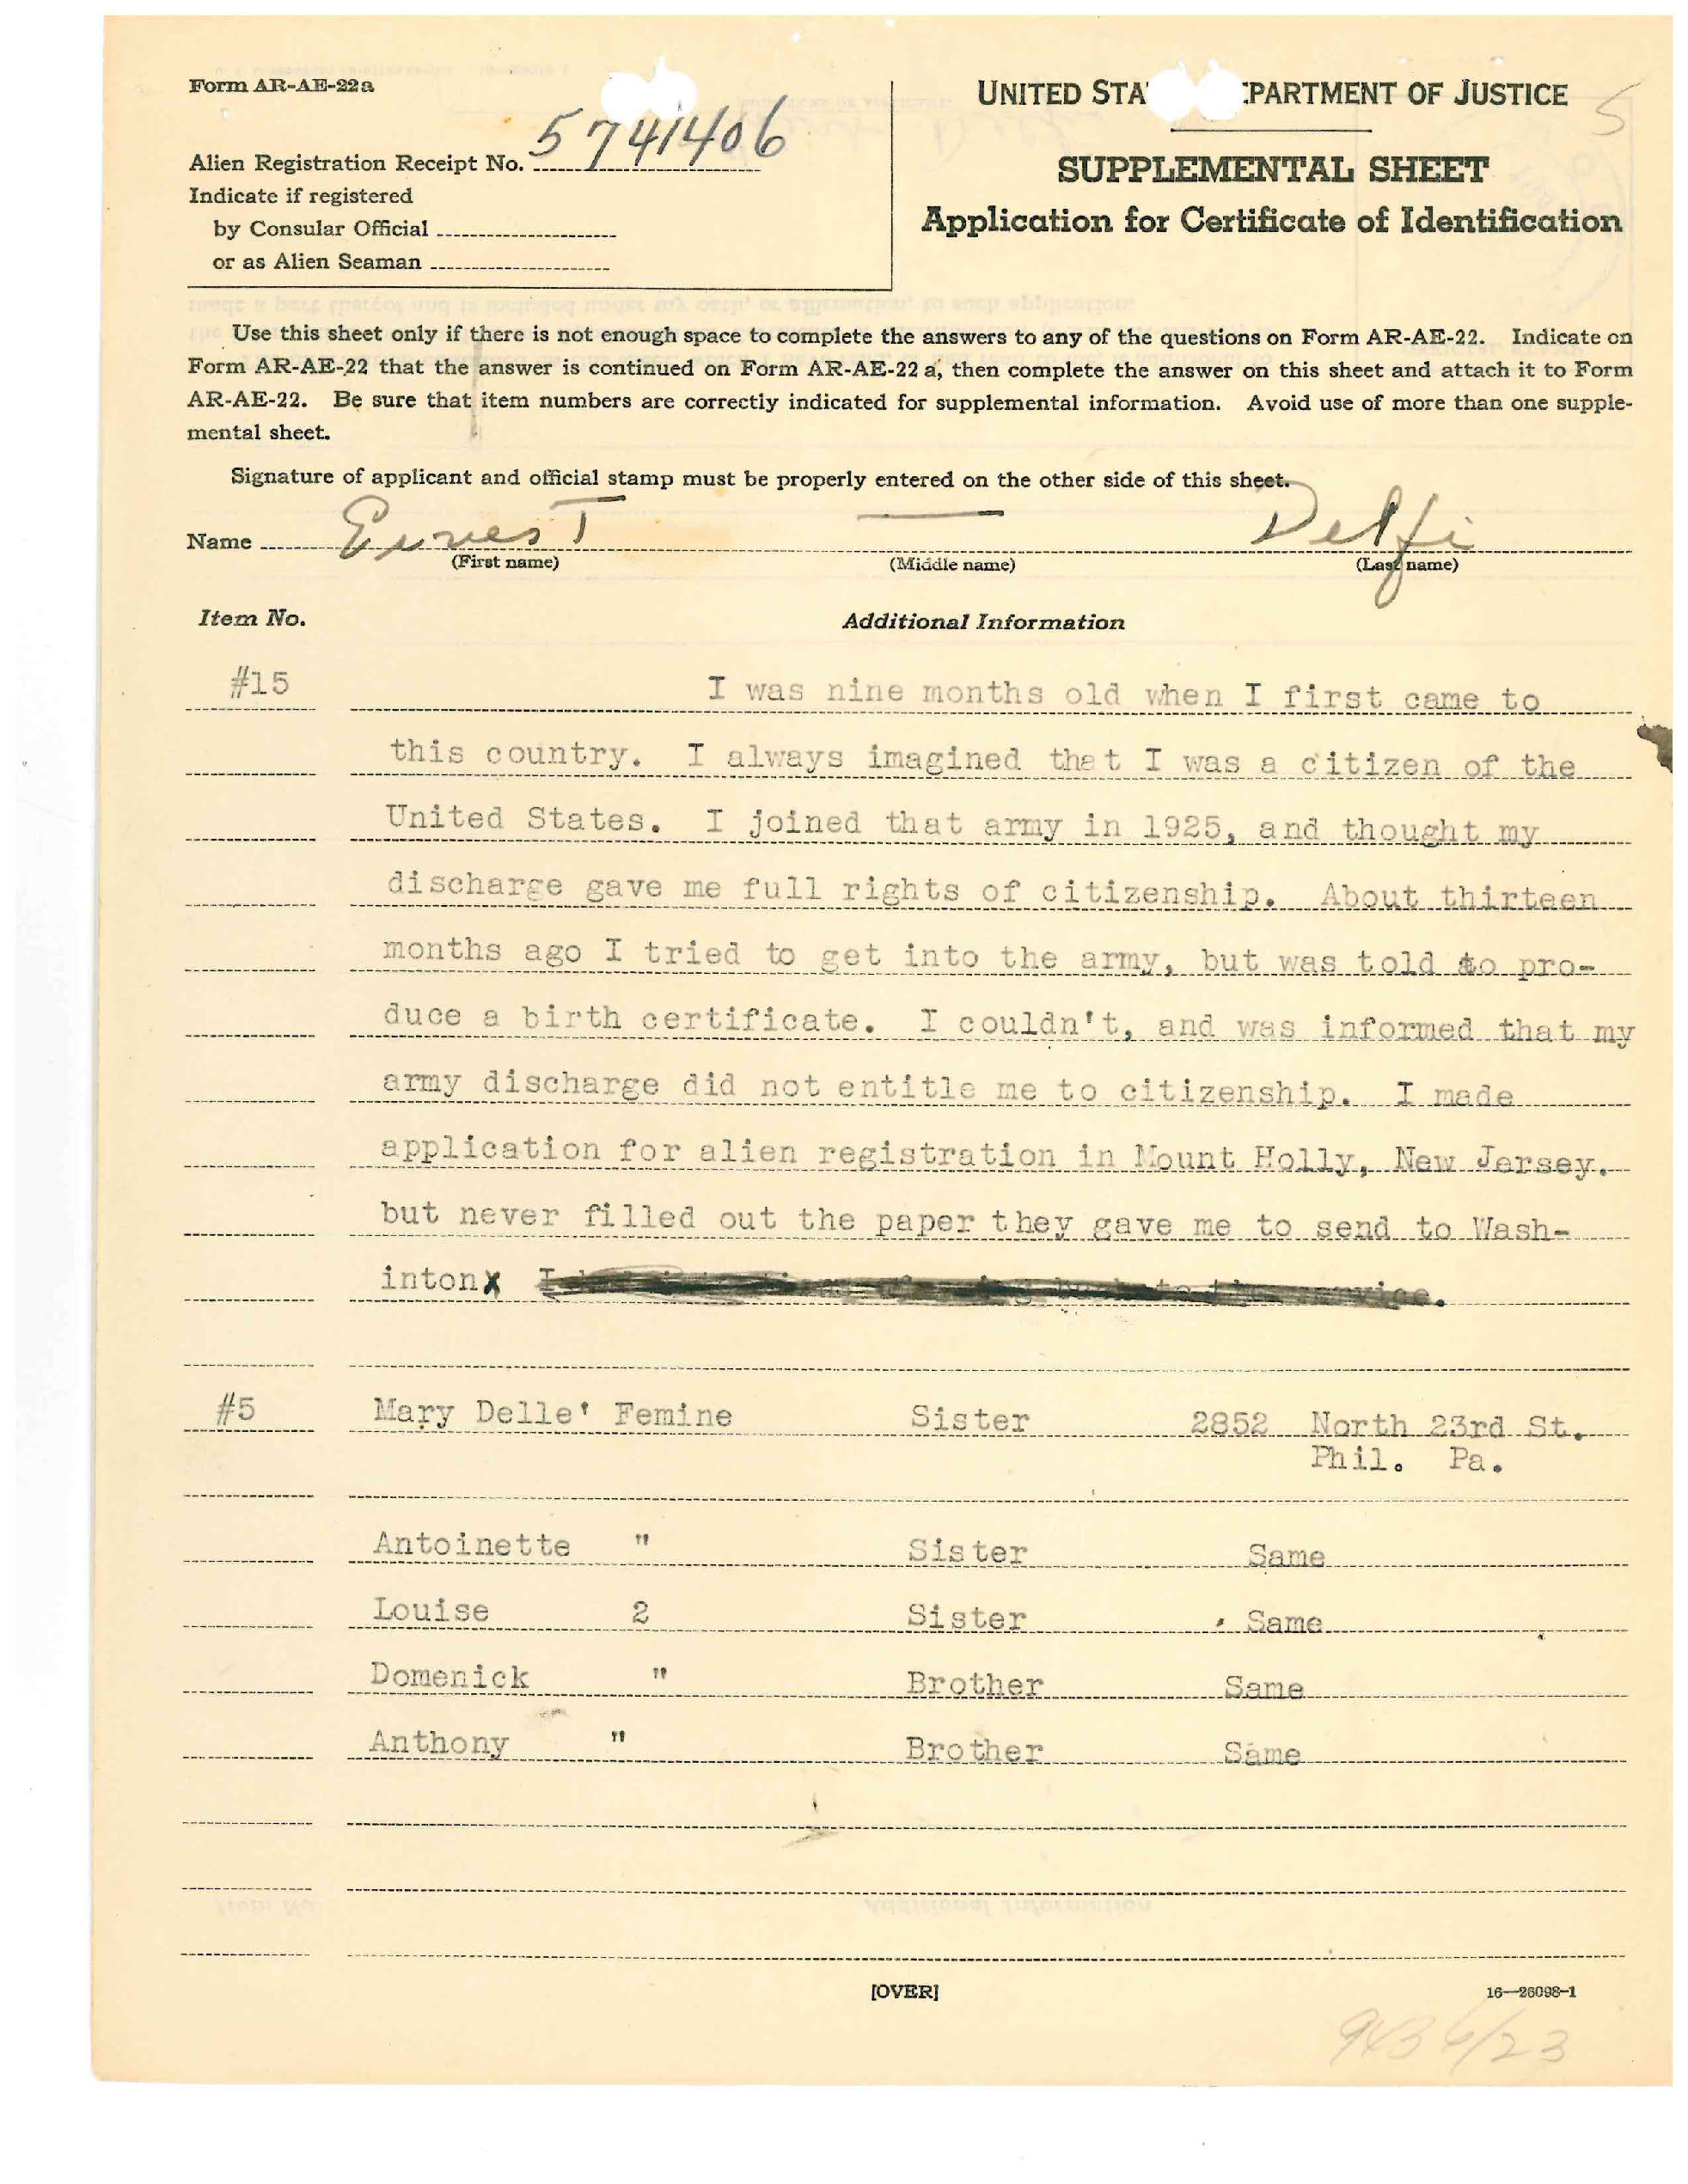 Form AR-AE-22a
Alien Registration Receipt No. 5741406
Indicate if registered
by Consular Official
or as Alien Seaman
UNITED STA PARTMENT OF JUSTICE
5
SUPPLEMENTAL SHEET
Application for Certificate of Identification
Use this sheet only if there is not enough space to complete the answers to any of the questions on Form AR-AE-22. Indicate on
Form AR-AE-22 that the answer is continued on Form AR-AE-22a, then complete the answer on this sheet and attach it to Form
AR-AE-22. Be sure that item numbers are correctly indicated for supplemental information. Avoid use of more than one supple-
mental sheet.
Signature of applicant and official stamp must be properly entered on the other side of this sheet.
Name Ernest — Delfi
(First name) (Middle name) (Last name)
Item No. Additional Information
#15 I was nine months old when I first came to
this country. I always imagined that I was a citizen of the
United States. I joined that army in 1925, and thought my
discharge gave me full rights of citizenship. About thirteen
months ago I tried to get into the army, but was told to pro-
duce a birth certificate. I couldn't, and was informed that my
army discharge did not entitle me to citizenship. I made
application for alien registration in Mount Holly, New Jersey.
but never filled out the paper they gave me to send to Wash-
inton
#5 Mary Delle' Femine Sister 2852 North 23rd St.
Phil. Pa.
Antoinette " Sister Same
Louise 2 Sister Same
Domenick " Brother Same
Anthony " Brother Same
[OVER]
16—26098-1